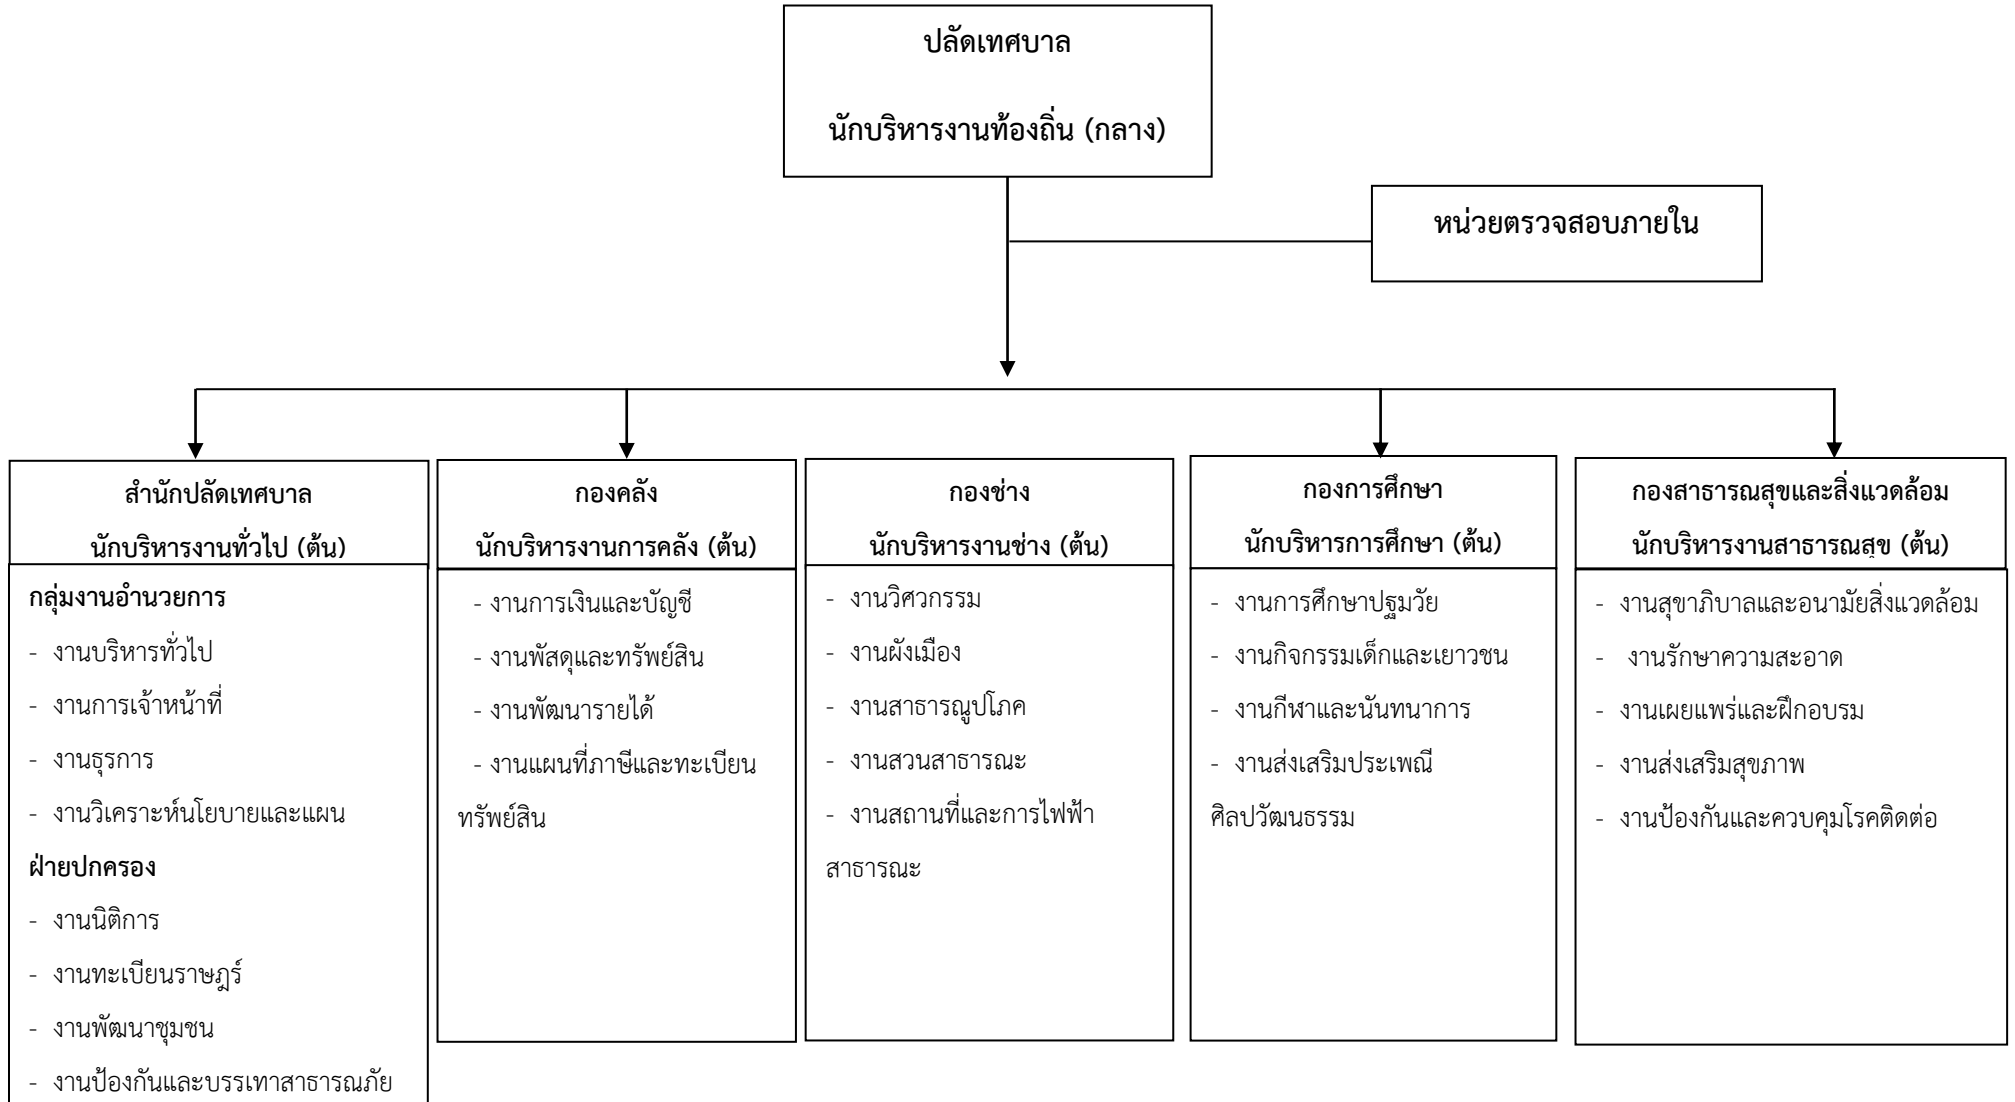 ปลัดเทศบาล
นักบริหารงานท้องถิ่น (กลาง)
หน่วยตรวจสอบภายใน
สำนักปลัดเทศบาล
นักบริหารงานทั่วไป (ต้น)
กลุ่มงานอำนวยการ
- งานบริหารทั่วไป
- งานการเจ้าหน้าที่
- งานธุรการ
- งานวิเคราะห์นโยบายและแผน
ฝ่ายปกครอง
- งานนิติการ
- งานทะเบียนราษฎร์
- งานพัฒนาชุมชน
- งานป้องกันและบรรเทาสาธารณภัย
กองคลัง
นักบริหารงานการคลัง (ต้น)
- งานการเงินและบัญชี
- งานพัสดุและทรัพย์สิน
- งานพัฒนารายได้
- งานแผนที่ภาษีและทะเบียน
ทรัพย์สิน
กองช่าง
นักบริหารงานช่าง (ต้น)
- งานวิศวกรรม
- งานผังเมือง
- งานสาธารณูปโภค
- งานสวนสาธารณะ
- งานสถานที่และการไฟฟ้า
สาธารณะ
กองการศึกษา
นักบริหารการศึกษา (ต้น)
- งานการศึกษาปฐมวัย
- งานกิจกรรมเด็กและเยาวชน
- งานกีฬาและนันทนาการ
- งานส่งเสริมประเพณี
ศิลปวัฒนธรรม
กองสาธารณสุขและสิ่งแวดล้อม
นักบริหารงานสาธารณสุข (ต้น)
- งานสุขาภิบาลและอนามัยสิ่งแวดล้อม
- งานรักษาความสะอาด
- งานเผยแพร่และฝึกอบรม
- งานส่งเสริมสุขภาพ
- งานป้องกันและควบคุมโรคติดต่อ